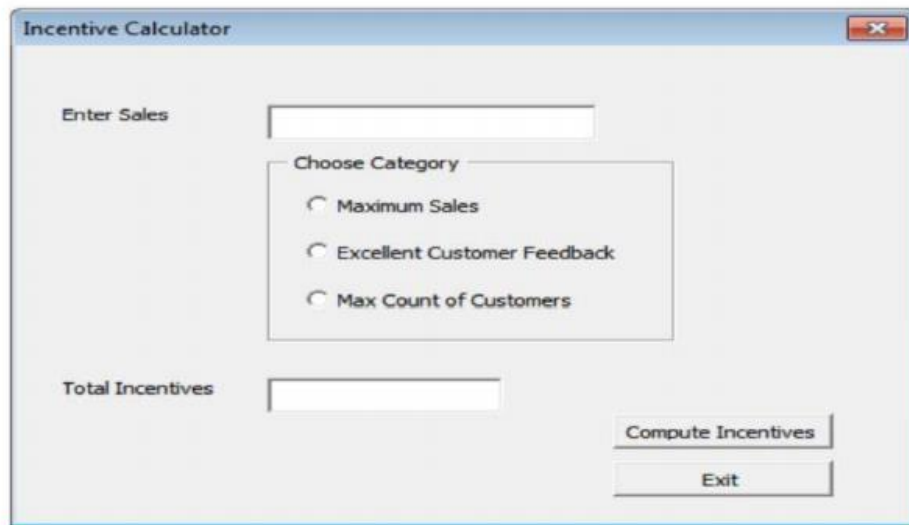 Incentive Calculator
Enter Sales
Choose Category
Maximum Sales
Excellent Customer Feedback
Max Count of Customers
Total Incentives
Compute Incentives
Exit